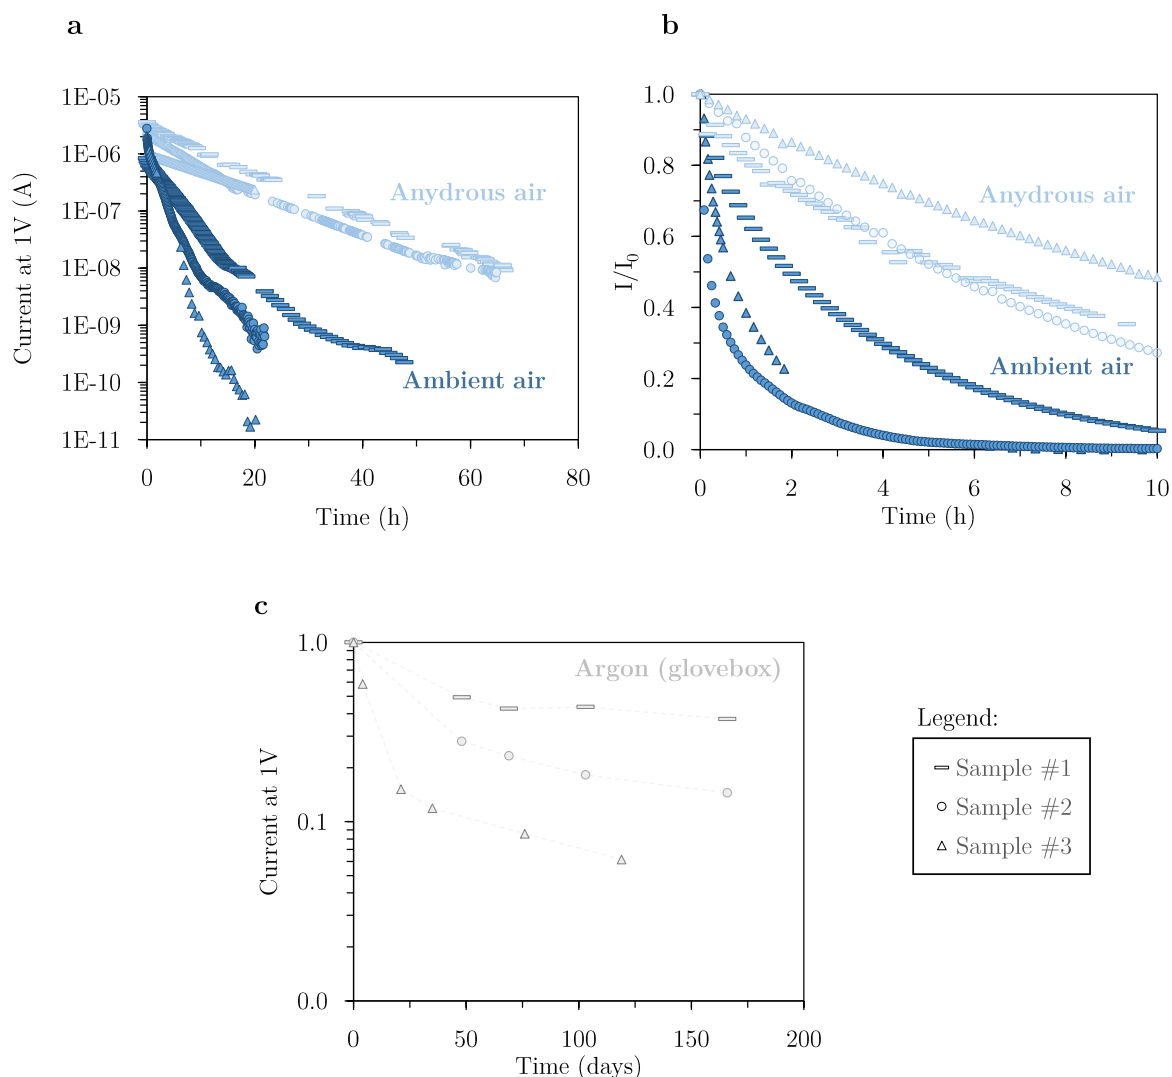 a
1E-05
1E-06
1E-07
1E-08
1E-09
1E-10
1E-11
Current at 1V (A)
Anydrous air
Ambient air
0 20 40 60 80
Time (h)
b
1.0
0.8
0.6
0.4
0.2
0.0
I/I₀
Anydrous air
Ambient air
0 2 4 6 8 10
Time (h)
c
1.0
0.1
0.0
Current at 1V
Argon (glovebox)
0 50 100 150 200
Time (days)
Legend:
Sample #1
Sample #2
Sample #3